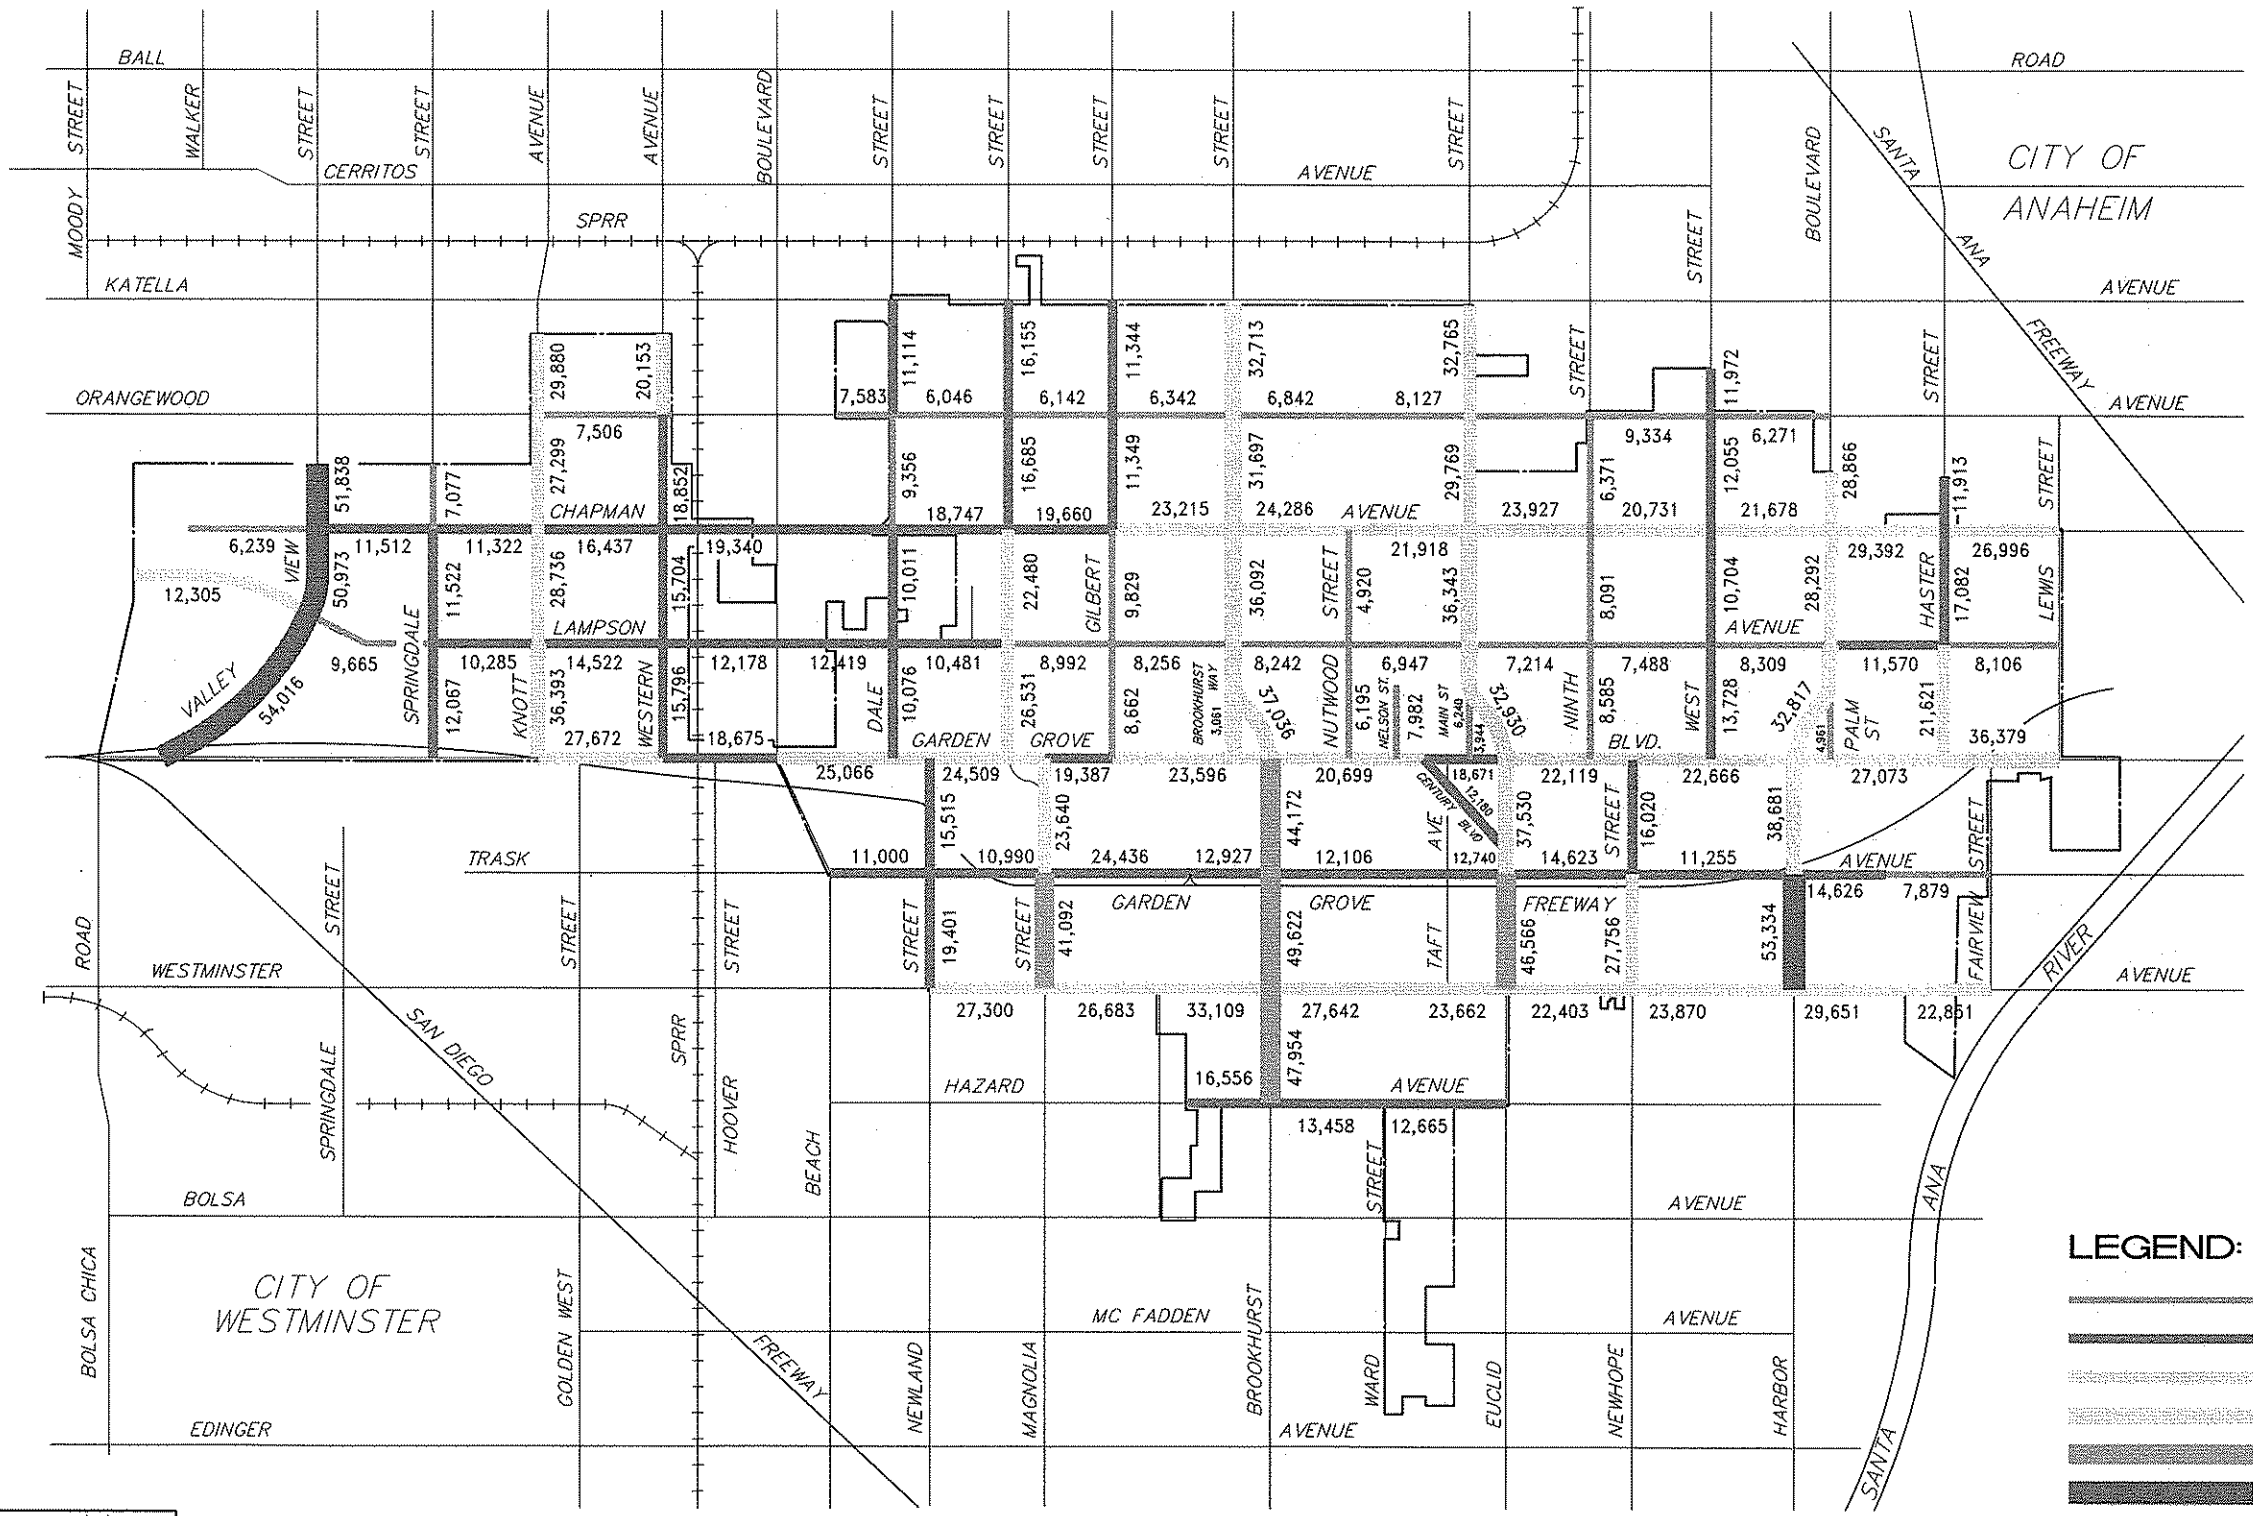 BALL
ROAD
MOODY STREET
WALKER
STREET
STREET
AVENUE
AVENUE
BOULEVARD
STREET
STREET
STREET
STREET
STREET
BOULEVARD
SANTA
ANA
FREEWAY
CITY OF
ANAHEIM
CERRITOS
AVENUE
SPRR
STREET
KATELLA
AVENUE
29,880
20,153
11,114
16,155
11,344
32,713
32,765
STREET
11,972
STREET
ORANGEWOOD
7,583
6,046
6,142
6,342
6,842
8,127
AVENUE
7,506
9,334
6,271
51,838
7,077
27,299
18,852
9,356
16,685
11,349
31,697
29,769
6,371
12,055
28,866
11,913
STREET
CHAPMAN
18,747
19,660
23,215
24,286
AVENUE
23,927
20,731
21,678
6,239
VIEW
11,512
11,322
16,437
19,340
21,918
29,392
26,996
12,305
50,973
11,522
28,736
15,704
10,011
22,480
GILBERT
9,829
36,092
STREET
4,920
36,343
8,091
10,704
28,292
HASTER
17,082
LEWIS
LAMPSON
AVENUE
9,665
10,285
14,522
12,178
12,419
10,481
8,992
8,256
8,242
6,947
7,214
7,488
8,309
11,570
8,106
VALLEY
54,016
SPRINGDALE
12,067
KNOTT
36,393
WESTERN
15,796
DALE
10,076
26,531
8,662
BROOKHURST
WAY
3,061
37,036
NUTWOOD
6,195
NELSON ST.
7,982
MAIN ST
6,240
3,944
32,930
NINTH
8,585
WEST
13,728
32,817
4,961
PALM
ST
21,621
36,379
27,672
18,675
GARDEN
GROVE
BLVD.
25,066
24,509
19,387
23,596
20,699
18,671
22,119
22,666
27,073
15,515
23,640
44,172
CENTURY
BLVD
12,180
AVE
37,530
STREET
16,020
38,681
STREET
TRASK
11,000
10,990
24,436
12,927
12,106
12,740
14,623
11,255
AVENUE
GARDEN
GROVE
FREEWAY
14,626
7,879
ROAD
STREET
STREET
STREET
STREET
19,401
STREET
41,092
49,622
TAFT
46,566
27,756
53,334
FAIRVIEW
RIVER
WESTMINSTER
AVENUE
27,300
26,683
33,109
27,642
23,662
22,403
23,870
29,651
22,851
SAN DIEGO
SPRR
47,954
HAZARD
16,556
AVENUE
SPRINGDALE
HOOVER
BEACH
13,458
12,665
STREET
BOLSA
AVENUE
ANA
LEGEND:
BOLSA CHICA
CITY OF
WESTMINSTER
GOLDEN WEST
MC FADDEN
AVENUE
FREEWAY
NEWLAND
MAGNOLIA
BROOKHURST
WARD
EUCLID
NEWHOPE
HARBOR
EDINGER
AVENUE
SANTA